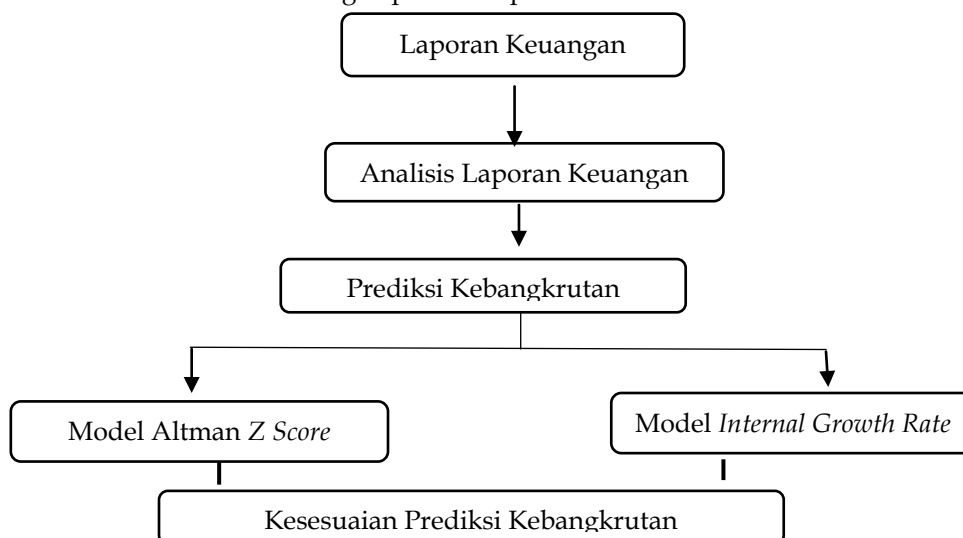 Laporan Keuangan
Analisis Laporan Keuangan
Prediksi Kebangkrutan
Model Altman Z Score
Model Internal Growth Rate
Kesesuaian Prediksi Kebangkrutan